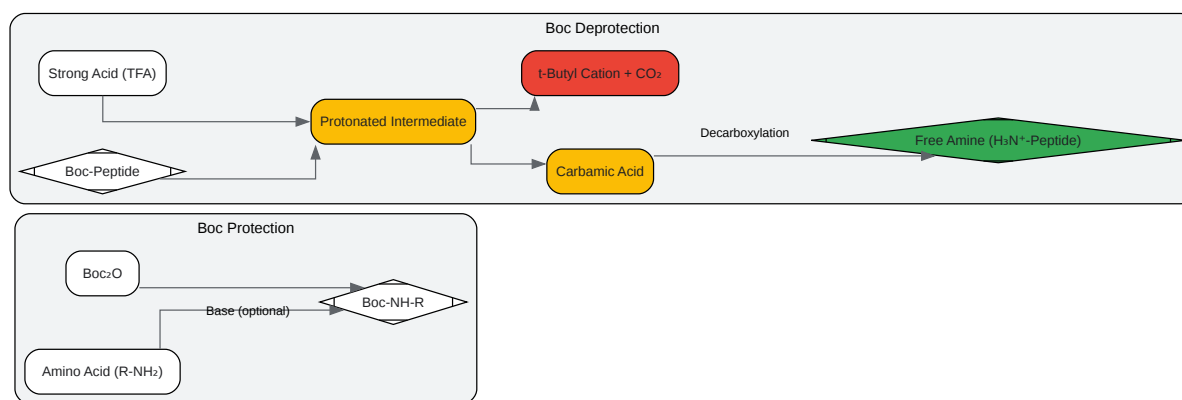 Boc Deprotection
Strong Acid (TFA)
t-Butyl Cation + CO₂
Protonated Intermediate
Decarboxylation
Free Amine (H₃N⁺-Peptide)
Boc-Peptide
Carbamic Acid
Boc Protection
Boc₂O
Boc-NH-R
Base (optional)
Amino Acid (R-NH₂)